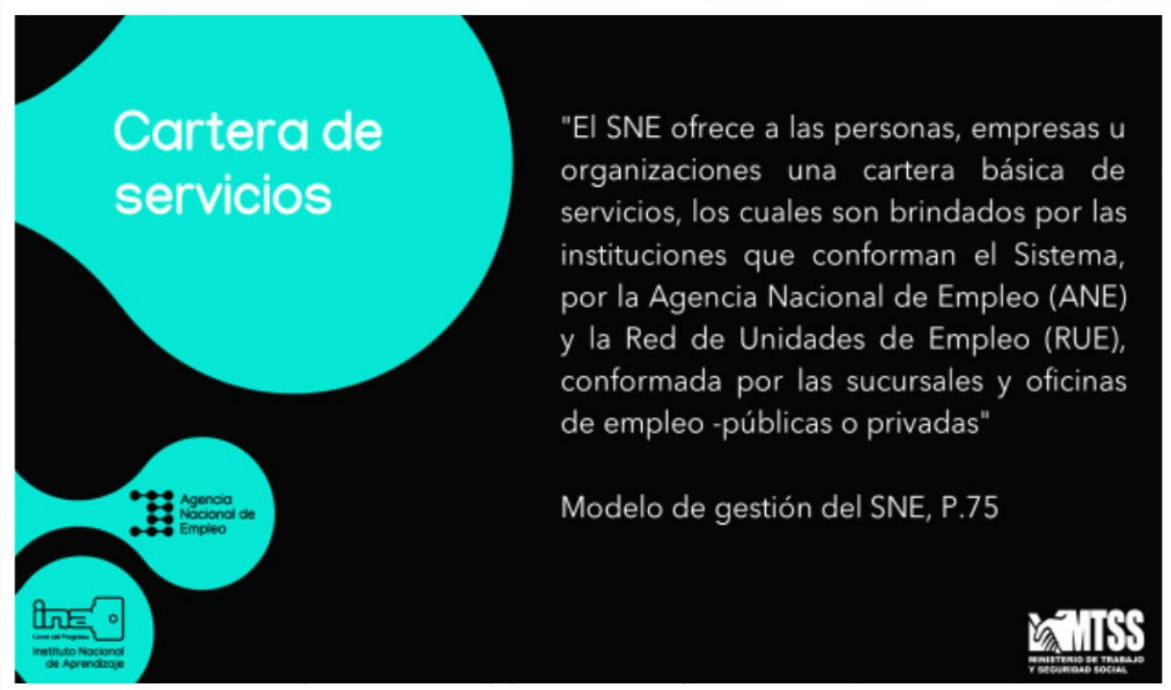 Cartera de
servicios
"El SNE ofrece a las personas, empresas u
organizaciones una cartera básica de
servicios, los cuales son brindados por las
instituciones que conforman el Sistema,
por la Agencia Nacional de Empleo (ANE)
y la Red de Unidades de Empleo (RUE),
conformada por las sucursales y oficinas
de empleo -públicas o privadas"
Modelo de gestión del SNE, P.75
Agencia
Nacional de
Empleo
ina
Llave del Progreso
Instituto Nacional
de Aprendizaje
MTSS
MINISTERIO DE TRABAJO
Y SEGURIDAD SOCIAL